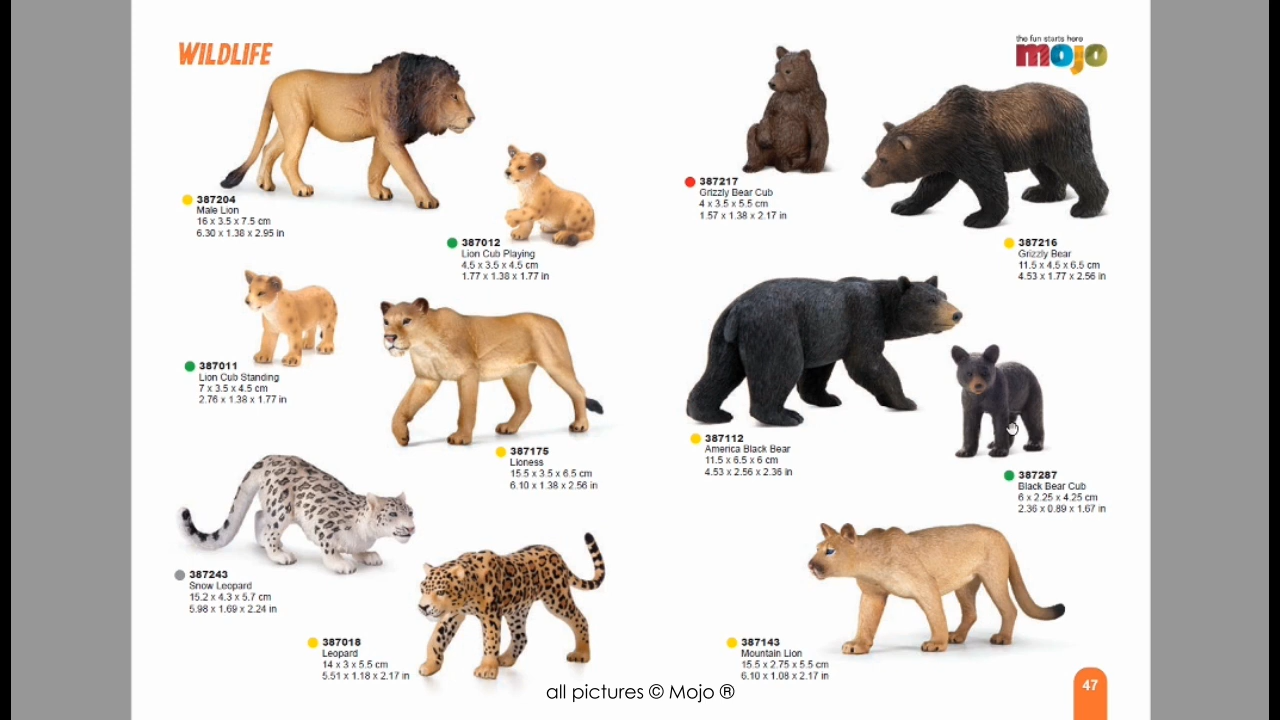 WILDLIFE
the fun starts here
mojo
387204
Male Lion
16 x 3.5 x 7.5 cm
6.30 x 1.38 x 2.95 in
387012
Lion Cub Playing
4.5 x 3.5 x 4.5 cm
1.77 x 1.38 x 1.77 in
387217
Grizzly Bear Cub
4 x 3.5 x 5.5 cm
1.57 x 1.38 x 2.17 in
387216
Grizzly Bear
11.5 x 4.5 x 6.5 cm
4.53 x 1.77 x 2.56 in
387011
Lion Cub Standing
7 x 3.5 x 4.5 cm
2.76 x 1.38 x 1.77 in
387175
Lioness
15.5 x 3.5 x 6.5 cm
6.10 x 1.38 x 2.56 in
387112
America Black Bear
11.5 x 6.5 x 6 cm
4.53 x 2.56 x 2.36 in
387287
Black Bear Cub
6 x 2.25 x 4.25 cm
2.36 x 0.89 x 1.67 in
387243
Snow Leopard
15.2 x 4.3 x 5.7 cm
5.98 x 1.69 x 2.24 in
387018
Leopard
14 x 3 x 5.5 cm
5.51 x 1.18 x 2.17 in
387143
Mountain Lion
15.5 x 2.75 x 5.5 cm
6.10 x 1.08 x 2.17 in
47
all pictures © Mojo ®